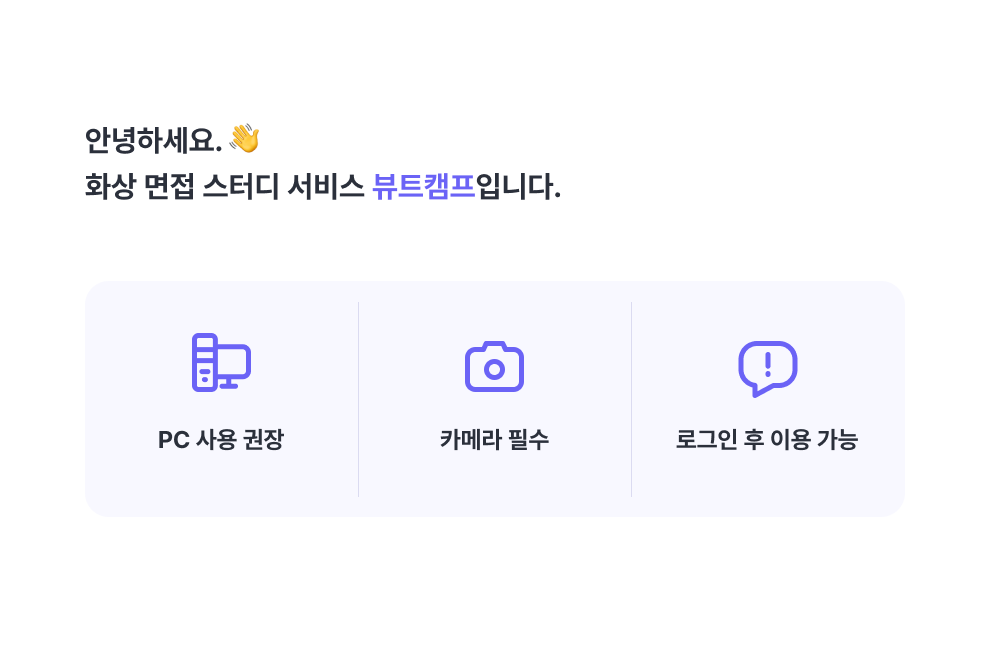 안녕하세요. 👋
화상 면접 스터디 서비스 뷰트캠프입니다.
PC 사용 권장
카메라 필수
로그인 후 이용 가능